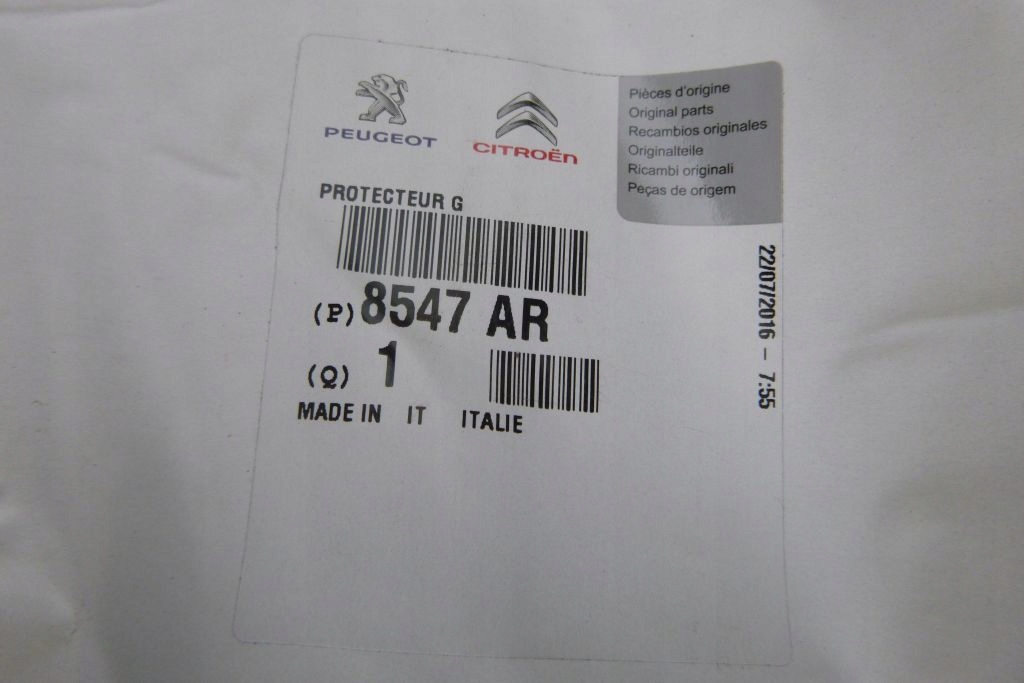 PEUGEOT
CITROËN
Pièces d'origine
Original parts
Recambios originales
Originalteile
Ricambi originali
Peças de origem
PROTECTEUR G
(P) 8547 AR
(Q) 1
MADE IN IT ITALIE
22/07/2016 – 7:55